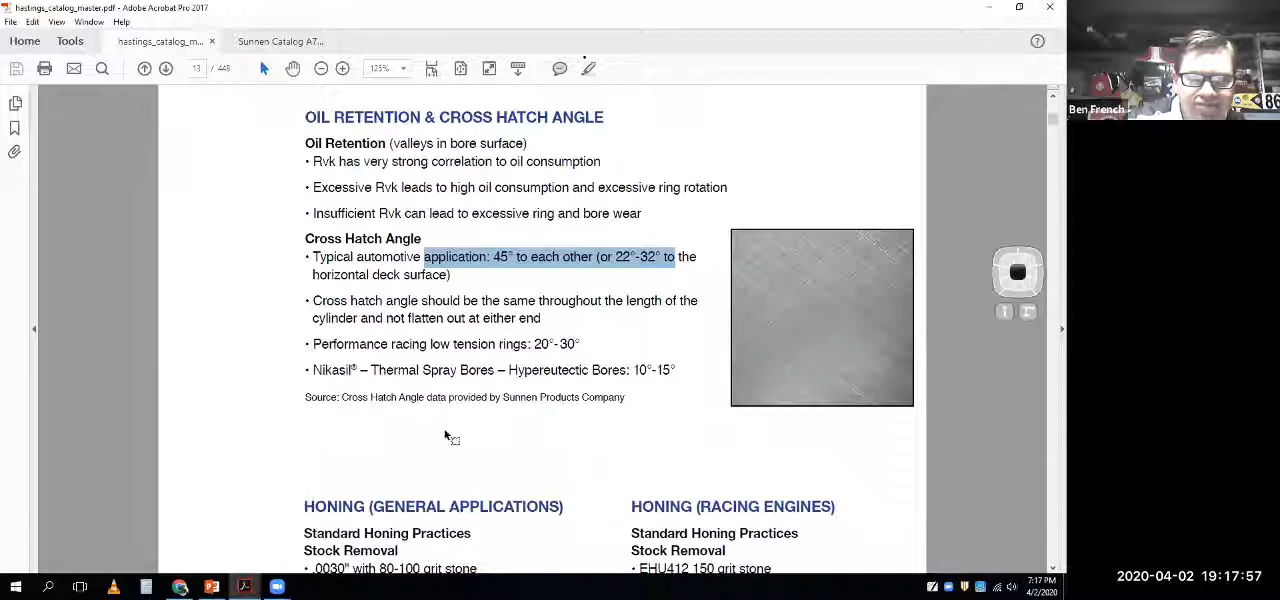 hastings_catalog_master.pdf - Adobe Acrobat Pro 2017
File Edit View Window Help
Home Tools hastings_catalog_m... × Sunnen Catalog A7...
13 / 448 125%
Ben French
86
OIL RETENTION & CROSS HATCH ANGLE
Oil Retention (valleys in bore surface)
• Rvk has very strong correlation to oil consumption
• Excessive Rvk leads to high oil consumption and excessive ring rotation
• Insufficient Rvk can lead to excessive ring and bore wear
Cross Hatch Angle
• Typical automotive application: 45° to each other (or 22°-32° to the
horizontal deck surface)
• Cross hatch angle should be the same throughout the length of the
cylinder and not flatten out at either end
• Performance racing low tension rings: 20°-30°
• Nikasil® – Thermal Spray Bores – Hypereutectic Bores: 10°-15°
Source: Cross Hatch Angle data provided by Sunnen Products Company
HONING (GENERAL APPLICATIONS)
Standard Honing Practices
Stock Removal
• .0030" with 80-100 grit stone
HONING (RACING ENGINES)
Standard Honing Practices
Stock Removal
• EHU412 150 grit stone
7:17 PM
4/2/2020
2020-04-02 19:17:57